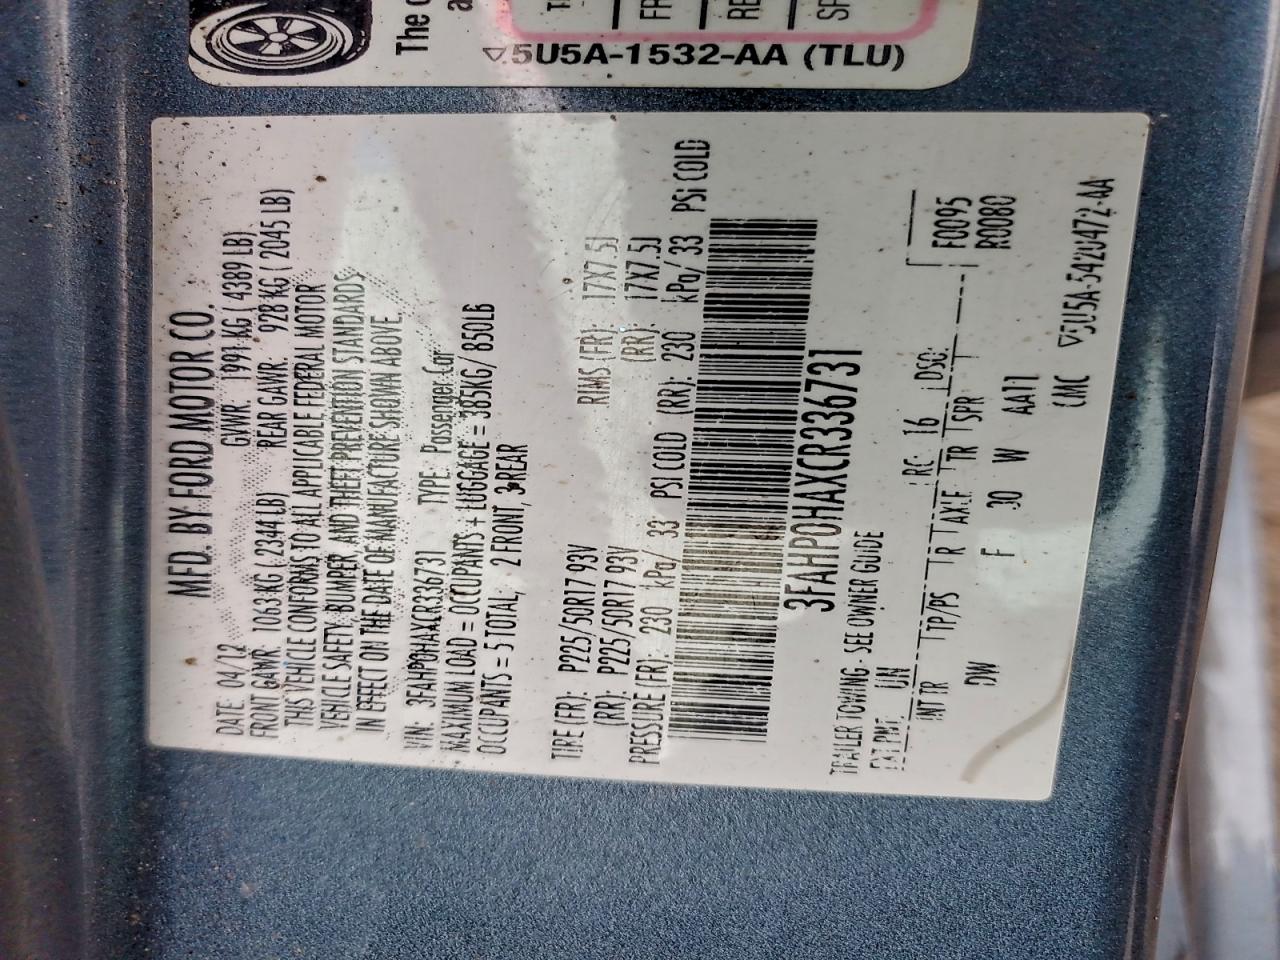 The
5U5A-1532-AA (TLU)
MFD. BY FORD MOTOR CO.
DATE: 04/12 GVWR: 1991 KG ( 4389 LB)
FRONT GAWR: 1063 KG ( 2344 LB) REAR GAWR: 928 KG ( 2045 LB)
THIS VEHICLE CONFORMS TO ALL APPLICABLE FEDERAL MOTOR
VEHICLE SAFETY, BUMPER, AND THEFT PREVENTION STANDARDS
IN EFFECT ON THE DATE OF MANUFACTURE SHOWN ABOVE.
VIN: 3FAHP0HAXCR336731 TYPE: Passenger Car
MAXIMUM LOAD = OCCUPANTS + LUGGAGE = 385KG/ 850LB
OCCUPANTS = 5 TOTAL, 2 FRONT, 3 REAR
TIRE (FR): P225/50R17 93V RIMS (FR): 17X7.5J
(RR): P225/50R17 93V (RR): 17X7.5J
PRESSURE (FR): 230 kPa/ 33 PSI COLD (RR): 230 kPa/ 33 PSI COLD
3FAHP0HAXCR336731
TRAILER TOWING - SEE OWNER GUIDE
EXT PNT: UN RC: 16 DSO:
INT TR TP/PS R AXLE TR SPR F0095
DW F 30 W AA11 R0080
5U5A-5420472-AA